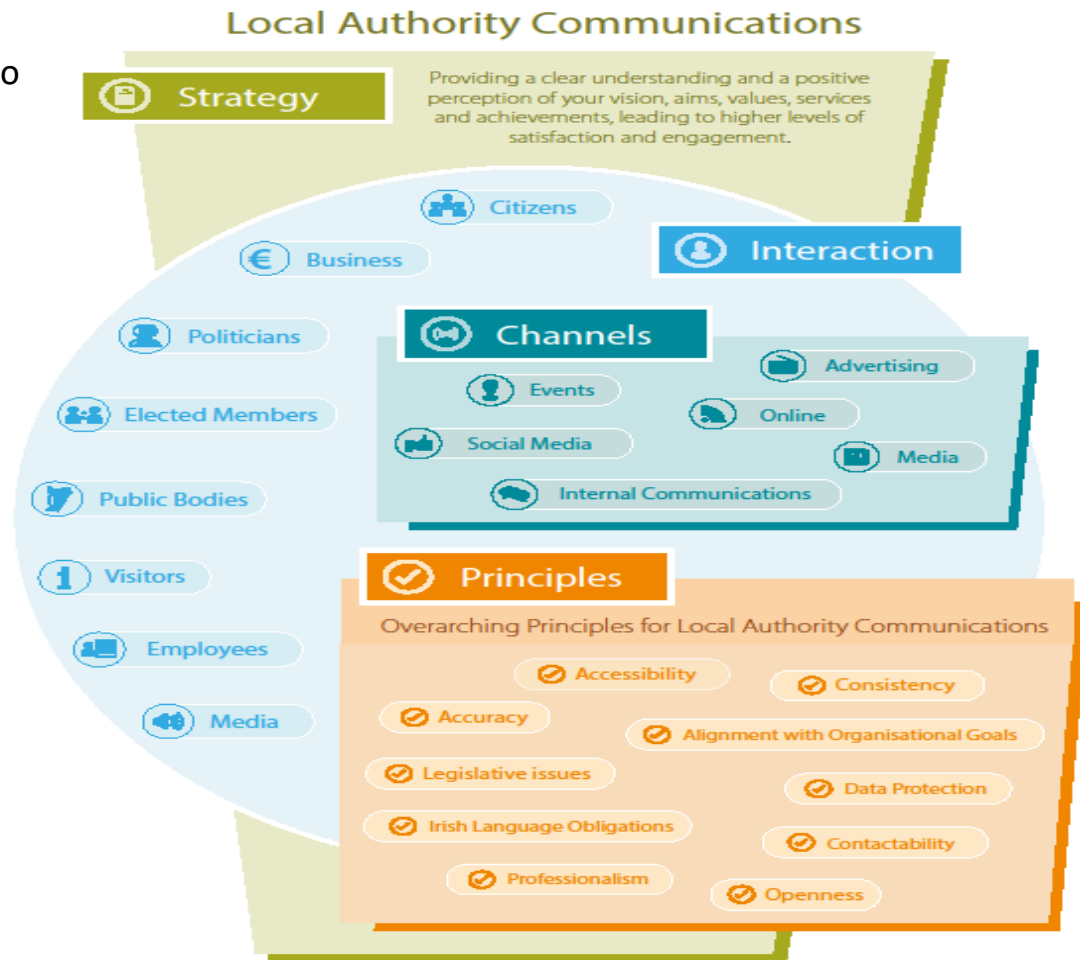 Local Authority Communications
o
Strategy
Providing a clear understanding and a positive
perception of your vision, aims, values, services
and achievements, leading to higher levels of
satisfaction and engagement.
Citizens
Business
Interaction
Politicians
Elected Members
Public Bodies
Visitors
Employees
Media
Channels
Advertising
Events
Online
Social Media
Media
Internal Communications
Principles
Overarching Principles for Local Authority Communications
Accessibility
Consistency
Accuracy
Alignment with Organisational Goals
Legislative issues
Data Protection
Irish Language Obligations
Contactability
Professionalism
Openness